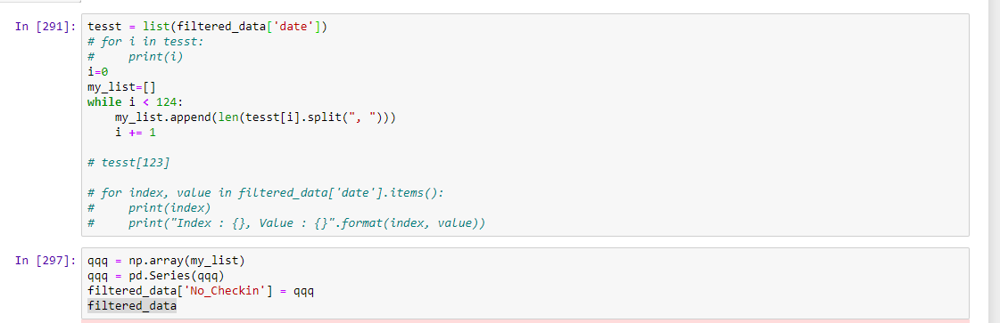 In [291]: tesst = list(filtered_data['date'])
# for i in tesst:
#     print(i)
i=0
my_list=[]
while i < 124:
    my_list.append(len(tesst[i].split(", ")))
    i += 1
# tesst[123]
# for index, value in filtered_data['date'].items():
#     print(index)
#     print("Index : {}, Value : {}".format(index, value))
In [297]: qqq = np.array(my_list)
qqq = pd.Series(qqq)
filtered_data['No_Checkin'] = qqq
filtered_data